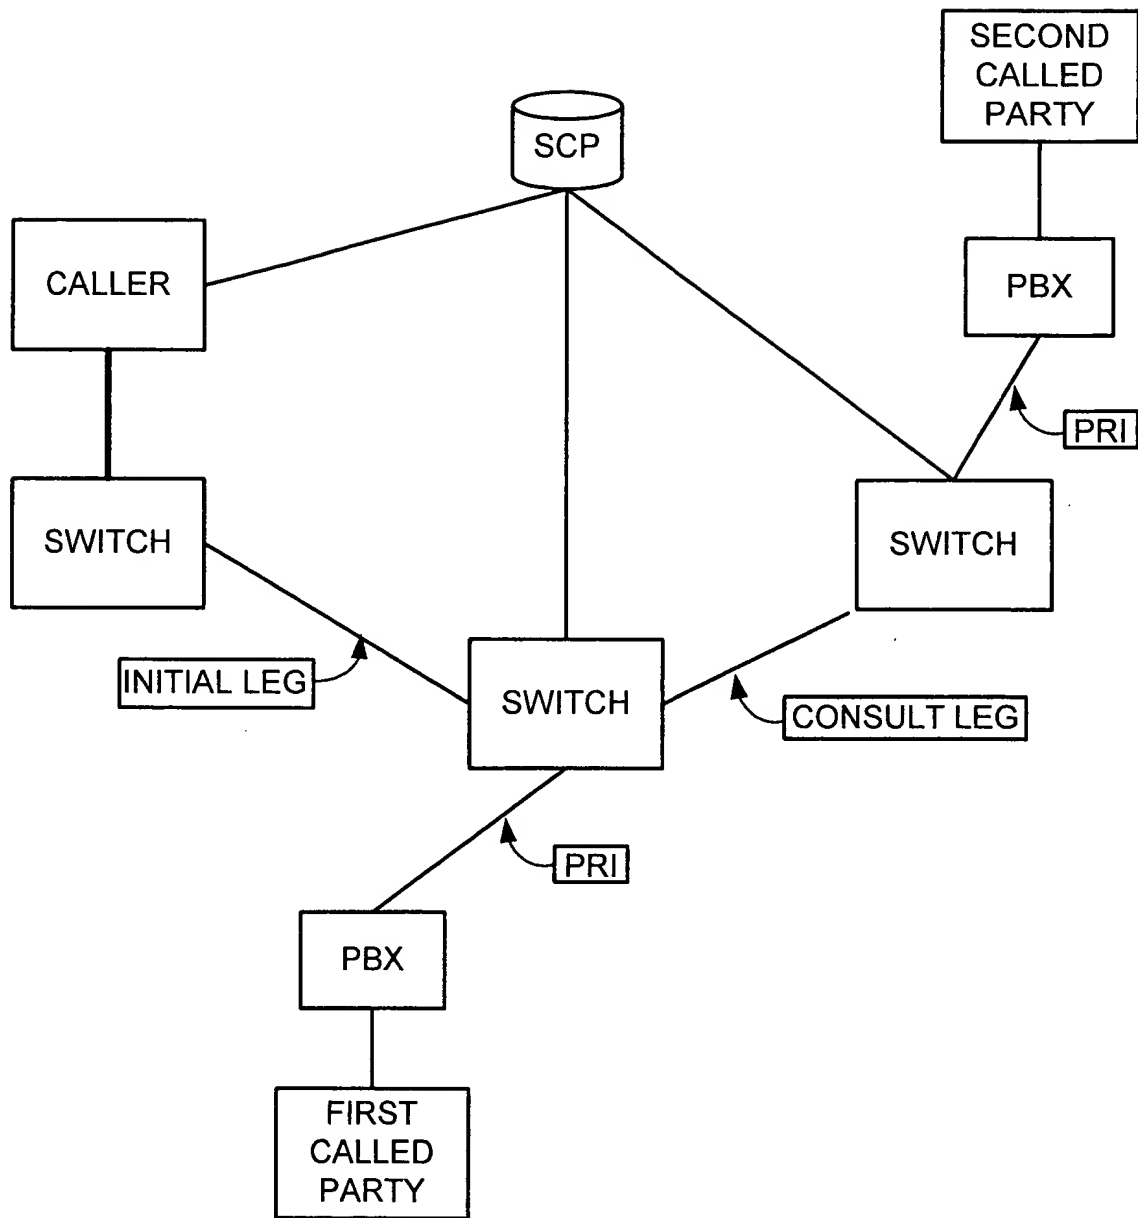 SECOND
CALLED
PARTY
SCP
CALLER
PBX
PRI
SWITCH
SWITCH
INITIAL LEG
SWITCH
CONSULT LEG
PRI
PBX
FIRST
CALLED
PARTY